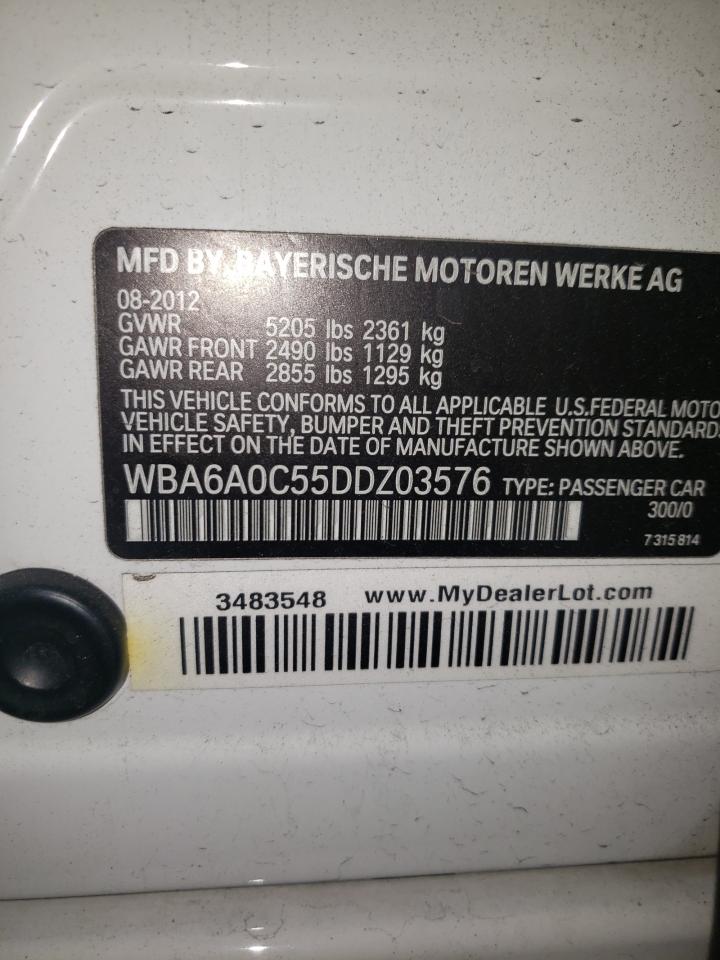 MFD BY BAYERISCHE MOTOREN WERKE AG
08-2012
GVWR 5205 lbs 2361 kg
GAWR FRONT 2490 lbs 1129 kg
GAWR REAR 2855 lbs 1295 kg
THIS VEHICLE CONFORMS TO ALL APPLICABLE U.S.FEDERAL MOTO
VEHICLE SAFETY, BUMPER AND THEFT PREVENTION STANDARD
IN EFFECT ON THE DATE OF MANUFACTURE SHOWN ABOVE.
WBA6A0C55DDZ03576 TYPE: PASSENGER CAR
300/0
7 315 814
3483548 www.MyDealerLot.com